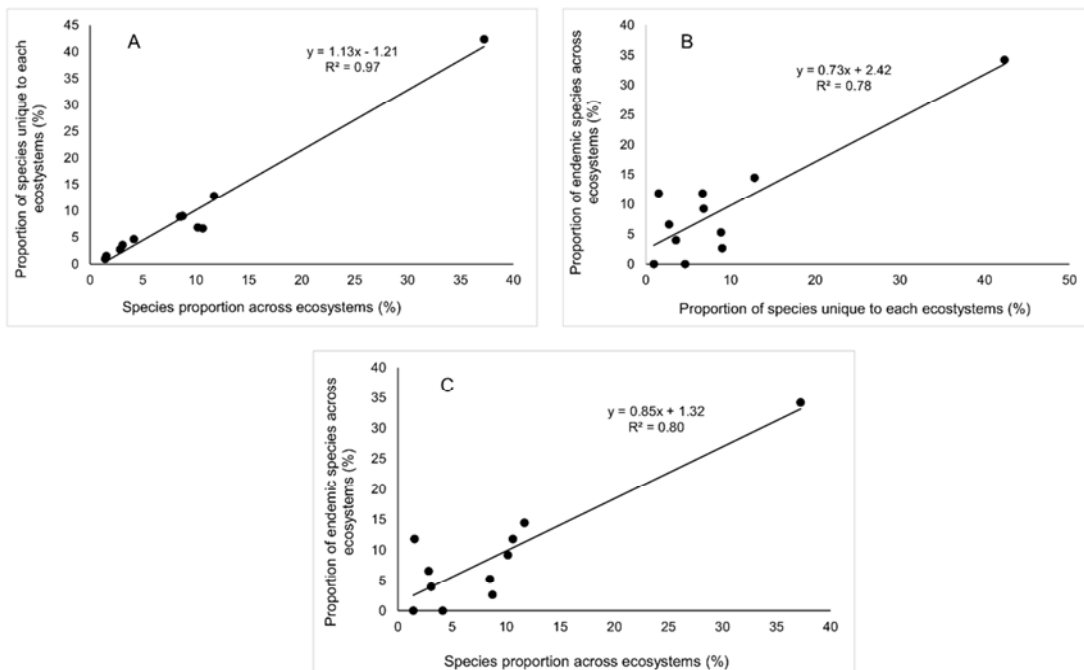 A
y = 1.13x - 1.21
R² = 0.97
Proportion of species unique to each
ecostystems (%)
45
40
35
30
25
20
15
10
5
0
0 5 10 15 20 25 30 35 40
Species proportion across ecosystems (%)
B
y = 0.73x + 2.42
R² = 0.78
Proportion of endemic species across
ecosystems (%)
40
35
30
25
20
15
10
5
0
0 10 20 30 40 50
Proportion of species unique to each ecostystems (%)
C
y = 0.85x + 1.32
R² = 0.80
Proportion of endemic species across
ecosystems (%)
40
35
30
25
20
15
10
5
0
0 5 10 15 20 25 30 35 40
Species proportion across ecosystems (%)